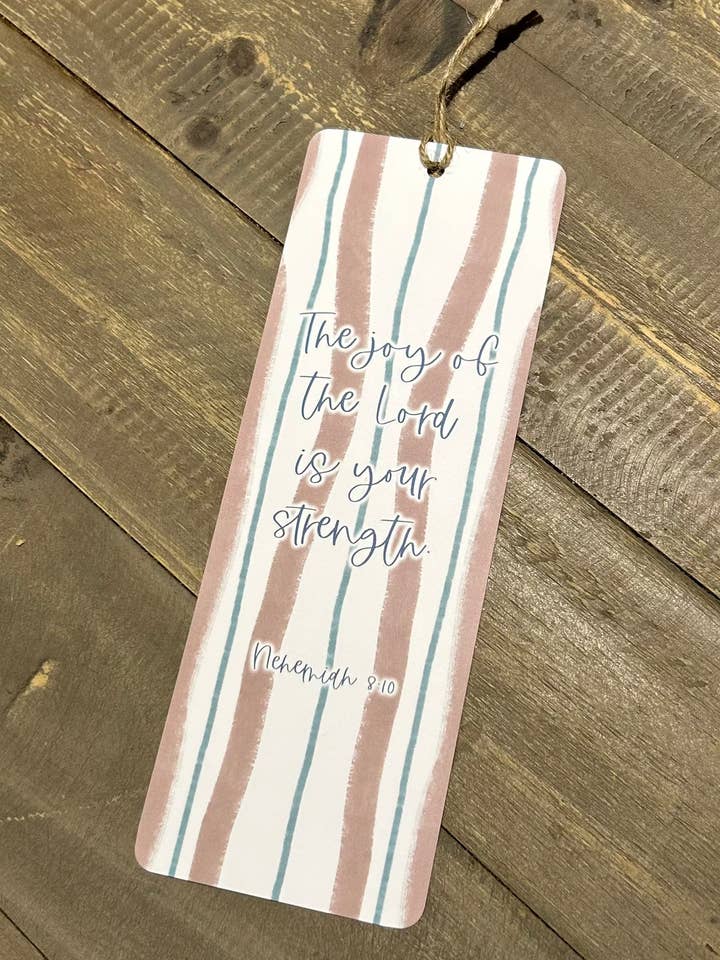 The joy of
the Lord
is your
strength.
Nehemiah 8:10